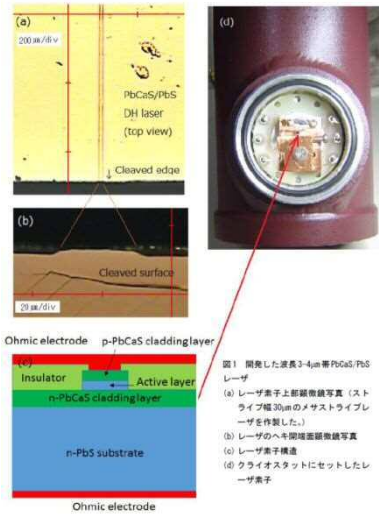 (a)
200μm/div
PbCaS/PbS
DH laser
(top view)
Cleaved edge
(b)
Cleaved surface
20μm/div
Ohmic electrode
p-PbCaS cladding layer
(c)
Insulator
Active layer
n-PbCaS cladding layer
n-PbS substrate
Ohmic electrode
(d)
図1 開発した波長3-4μm帯PbCaS/PbS
レーザ
(a) レーザ素子上部顕微鏡写真（スト
ライプ幅30μmのメサストライプレ
ーザを作製した。）
(b) レーザのヘキ開端面顕微鏡写真
(c) レーザ素子構造
(d) クライオスタットにセットしたレ
ーザ素子